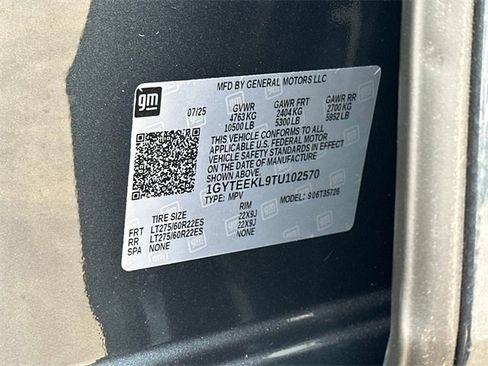 gm
MFD BY GENERAL MOTORS LLC
07/25 GVWR GAWR FRT GAWR RR
4763 KG 2404 KG 2700 KG
10500 LB 5300 LB 5952 LB
THIS VEHICLE CONFORMS TO ALL
APPLICABLE U.S. FEDERAL MOTOR
VEHICLE SAFETY STANDARDS IN
EFFECT ON THE DATE OF
MANUFACTURE SHOWN ABOVE.
1GYTEEKL9TU102570
TYPE: MPV MODEL: 906T35726
TIRE SIZE RIM
FRT LT275/60R22ES 22X9J
RR LT275/60R22ES 22X9J
SPA NONE NONE